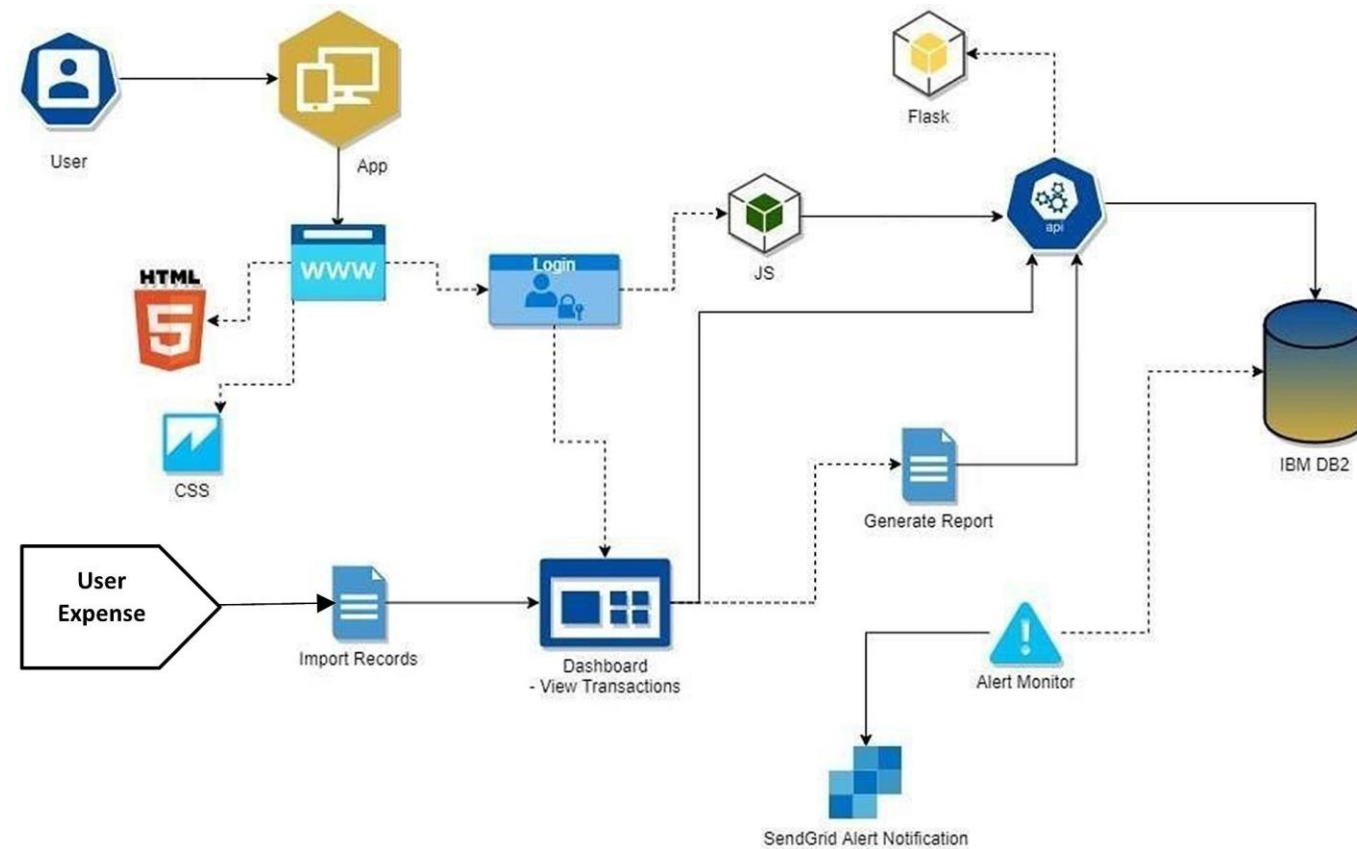 User
App
Flask
WWW
HTML
5
Login
JS
api
CSS
IBM DB2
Generate Report
User
Expense
Import Records
Dashboard
- View Transactions
Alert Monitor
SendGrid Alert Notification